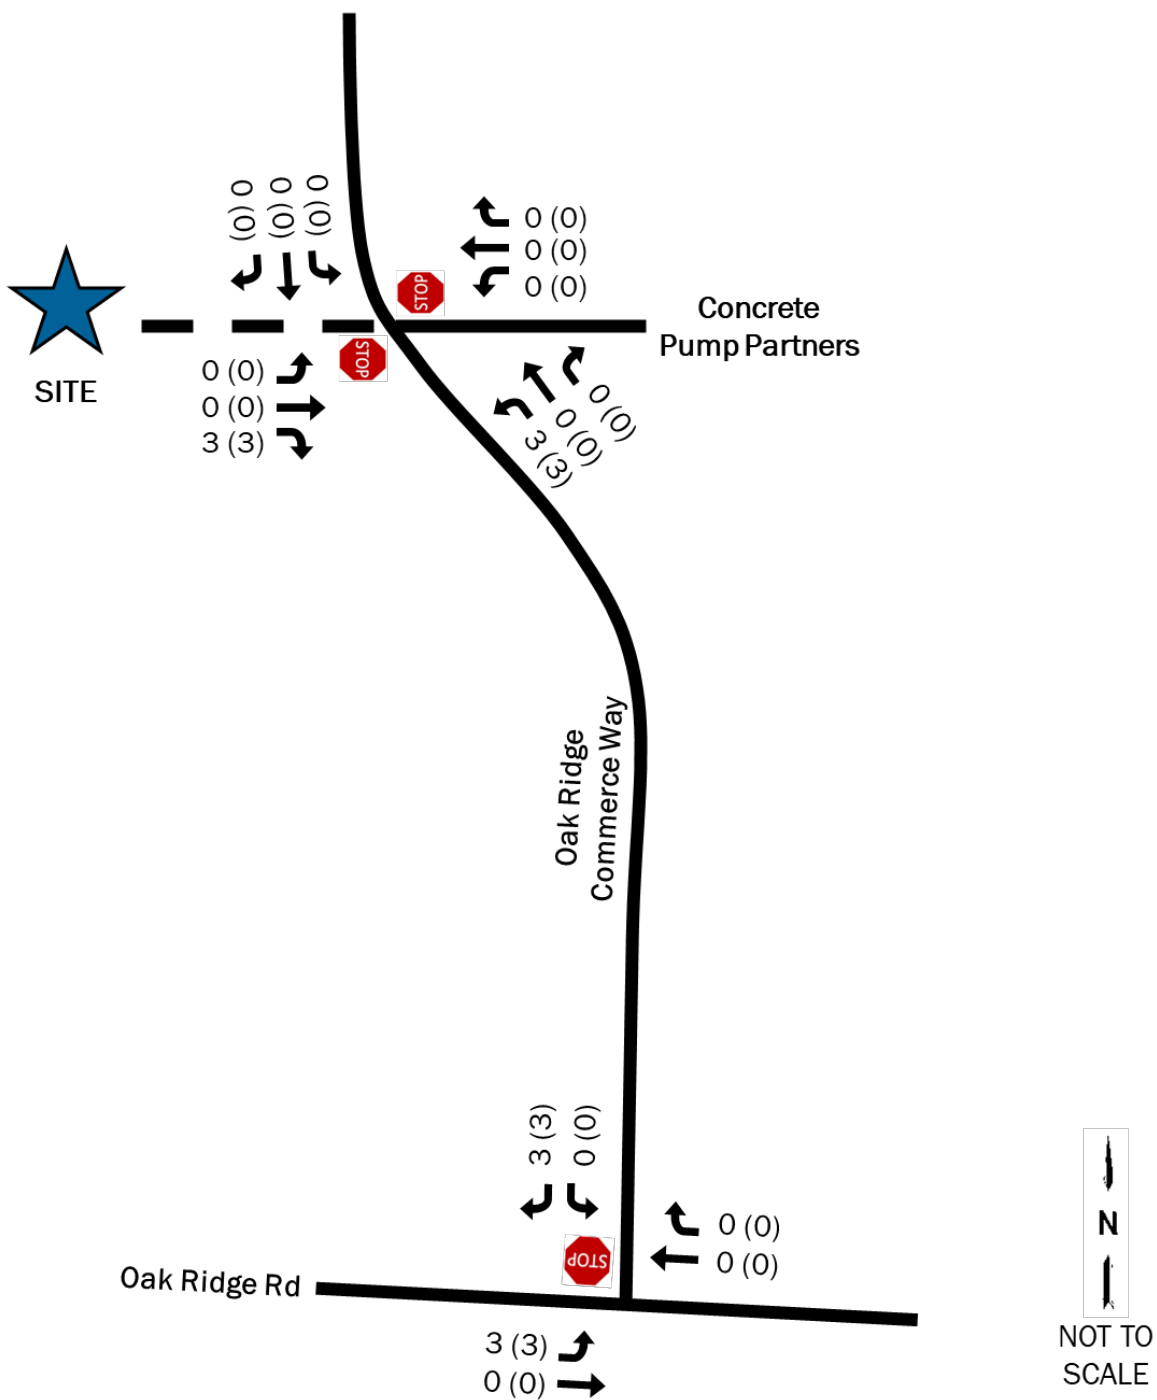 0 (0)
0 (0)
0 (0)
0 (0)
0 (0)
0 (0)
STOP
Concrete
Pump Partners
SITE
STOP
0 (0)
0 (0)
3 (3)
0 (0)
0 (0)
3 (3)
Oak Ridge
Commerce Way
3 (3)
0 (0)
STOP
0 (0)
0 (0)
Oak Ridge Rd
3 (3)
0 (0)
N
NOT TO
SCALE